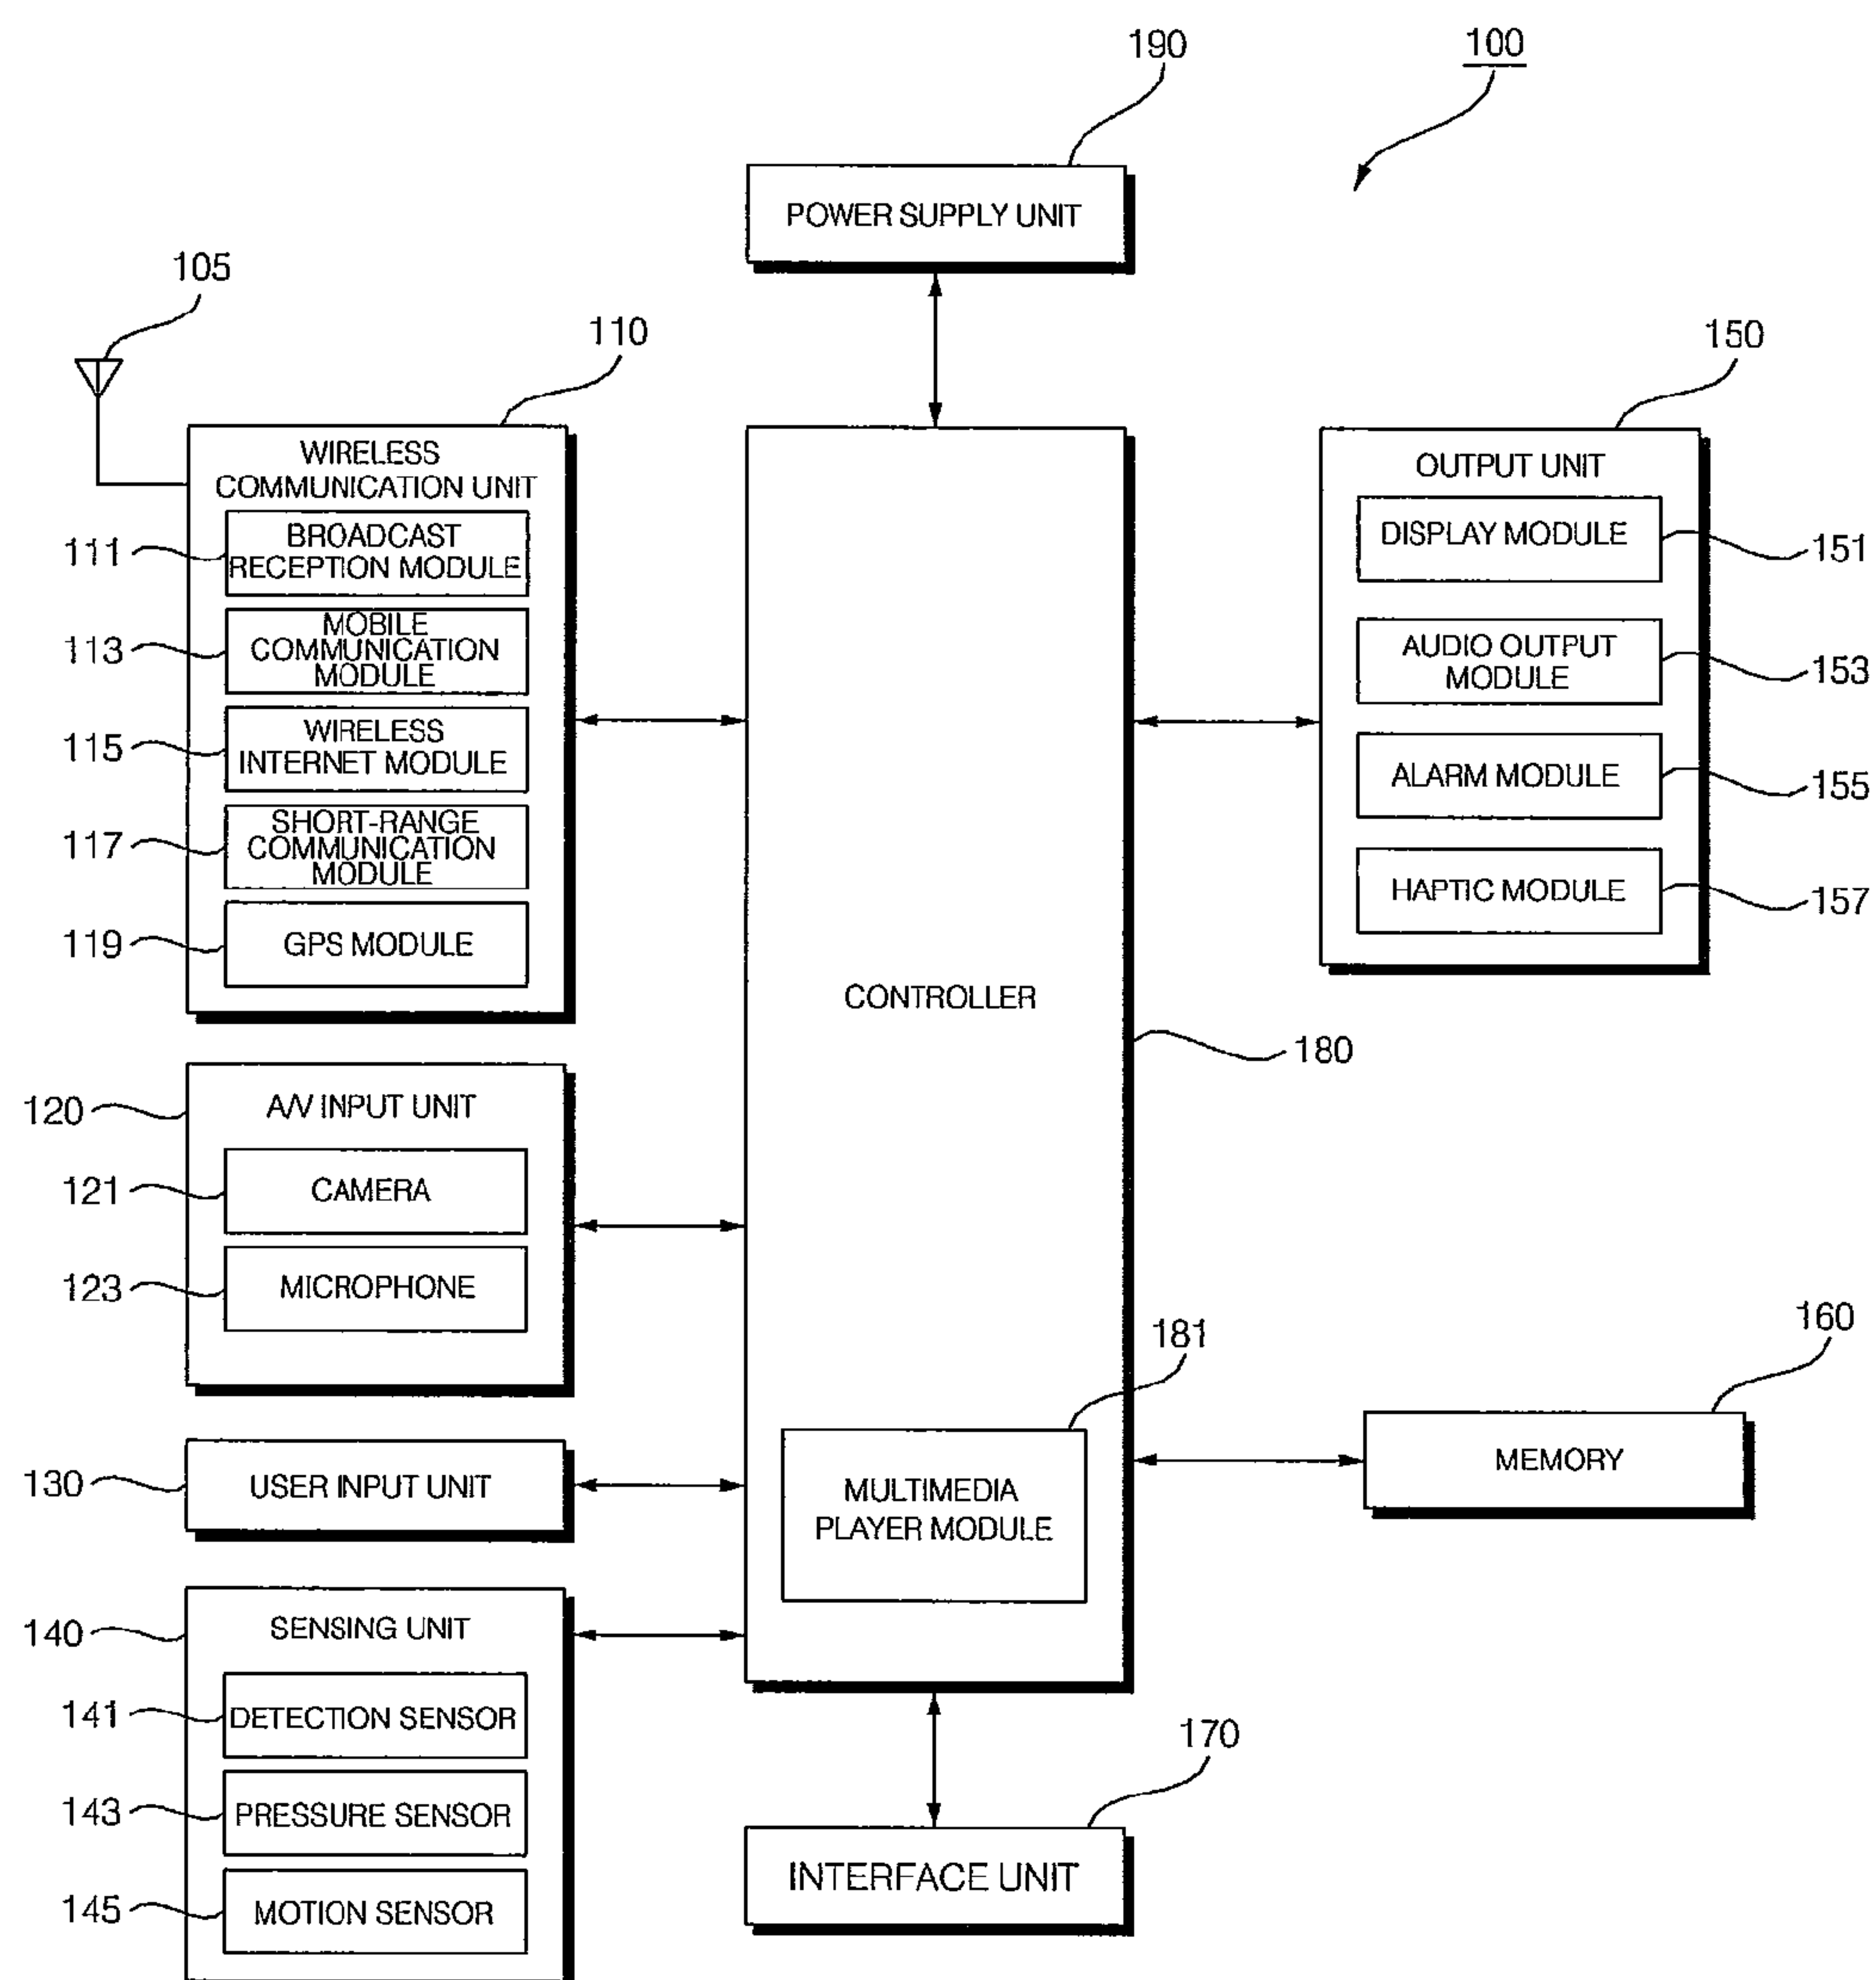 190
100
POWER SUPPLY UNIT
105
110
150
WIRELESS
COMMUNICATION UNIT
111
BROADCAST
RECEPTION MODULE
113
MOBILE
COMMUNICATION
MODULE
115
WIRELESS
INTERNET MODULE
117
SHORT-RANGE
COMMUNICATION
MODULE
119
GPS MODULE
OUTPUT UNIT
DISPLAY MODULE
151
AUDIO OUTPUT
MODULE
153
ALARM MODULE
155
HAPTIC MODULE
157
CONTROLLER
180
120
A/V INPUT UNIT
121
CAMERA
123
MICROPHONE
181
MULTIMEDIA
PLAYER MODULE
160
MEMORY
130
USER INPUT UNIT
140
SENSING UNIT
141
DETECTION SENSOR
143
PRESSURE SENSOR
145
MOTION SENSOR
170
INTERFACE UNIT